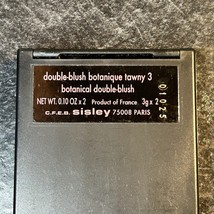 double-blush botanique tawny 3
botanical double-blush
NET WT. 0.10 OZ x 2 Product of France 3g x 2
C.F.E.B. sisley 75008 PARIS
01025